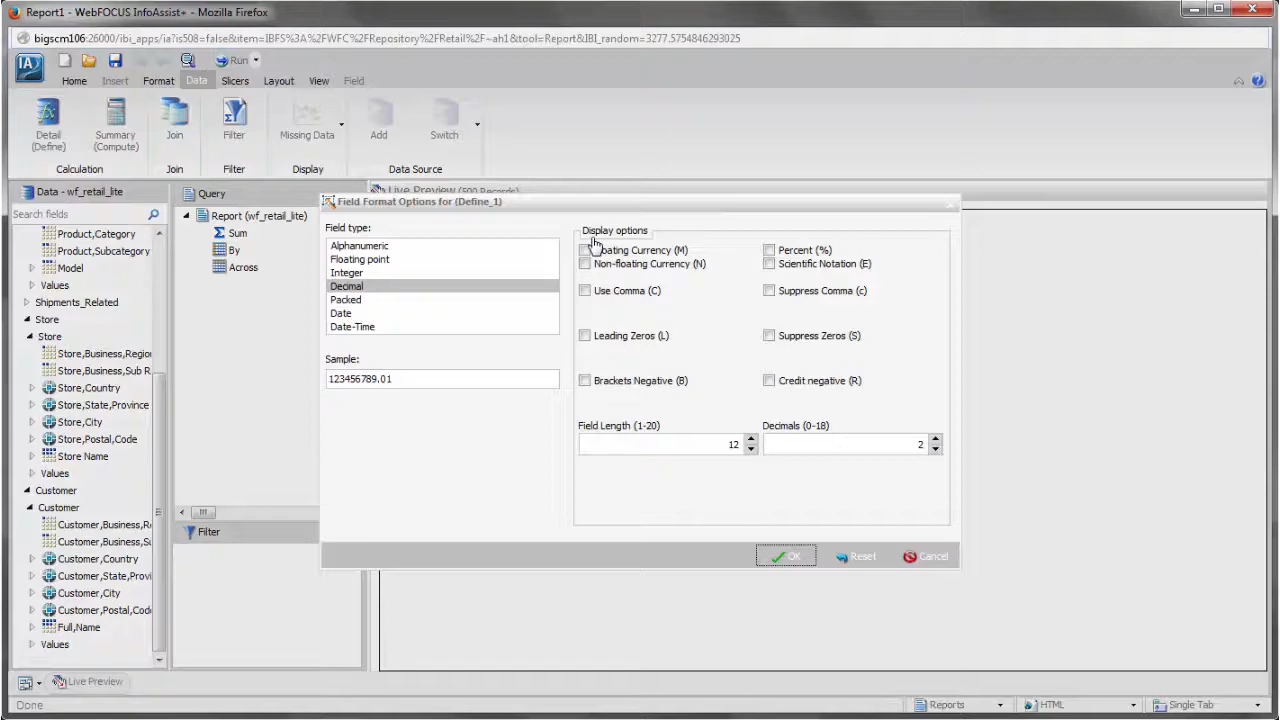 Report1 - WebFOCUS InfoAssist+ - Mozilla Firefox
bigscm106:26000/ibi_apps/ia?is508=false&item=IBFS%3A%2FWFC%2FRepository%2FRetail%2F~ah1&tool=Report&IBI_random=3277.5754846293025
IA
Run
Home Insert Format Data Slicers Layout View Field
Detail (Define)
Summary (Compute)
Join
Filter
Missing Data
Add
Switch
Calculation Join Filter Display Data Source
Data - wf_retail_lite
Search fields
Product,Category
Product,Subcategory
Model
Values
Shipments_Related
Store
Store
Store,Business,Regio
Store,Business,Sub R
Store,Country
Store,State,Province
Store,City
Store,Postal,Code
Store Name
Values
Customer
Customer
Customer,Business,R
Customer,Business,Su
Customer,Country
Customer,State,Provi
Customer,City
Customer,Postal,Code
Full,Name
Values
Query
Report (wf_retail_lite)
Sum
By
Across
Filter
Live Preview (500 Records)
Field Format Options for (Define_1)
Field type:
Alphanumeric
Floating point
Integer
Decimal
Packed
Date
Date-Time
Sample:
123456789.01
Display options
oating Currency (M) Percent (%)
Non-floating Currency (N) Scientific Notation (E)
Use Comma (C) Suppress Comma (c)
Leading Zeros (L) Suppress Zeros (S)
Brackets Negative (B) Credit negative (R)
Field Length (1-20) Decimals (0-18)
12 2
OK Reset Cancel
Live Preview
Done Reports HTML Single Tab